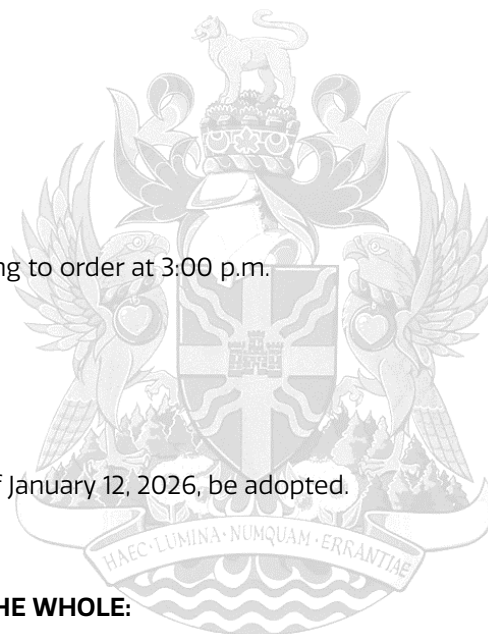 ng to order at 3:00 p.m.
f January 12, 2026, be adopted.
HAEC·LUMINA·NUMQUAM·ERRANTIAE
HE WHOLE: